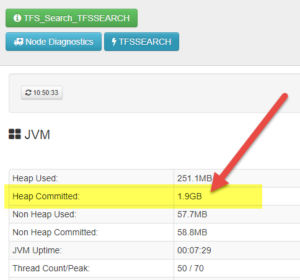 TFS_Search_TFSSEARCH
Node Diagnostics TFSSEARCH
10:50:33
JVM
Heap Used: 251.1MB
Heap Committed: 1.9GB
Non Heap Used: 57.7MB
Non Heap Committed: 58.8MB
JVM Uptime: 00:07:29
Thread Count/Peak: 50 / 70